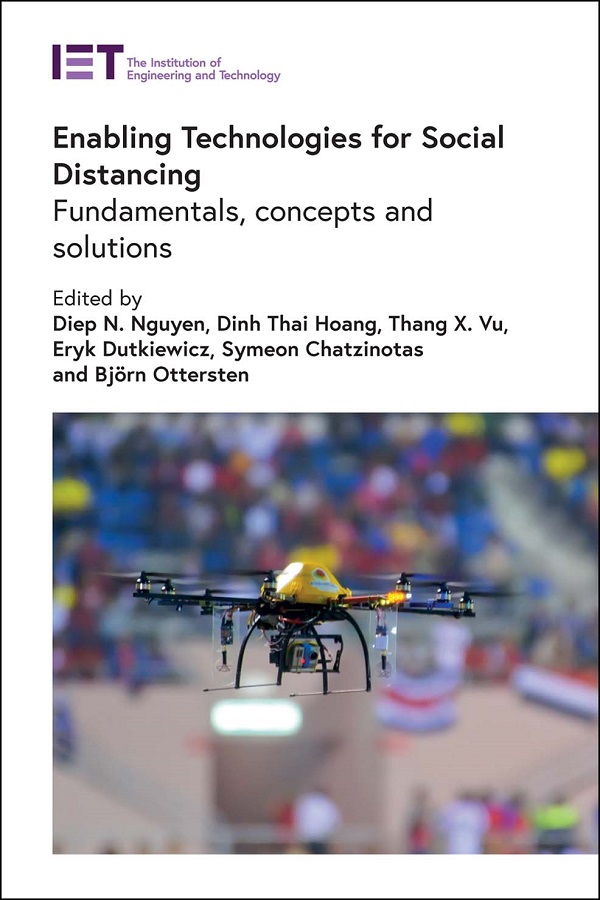 IET The Institution of
Engineering and Technology
Enabling Technologies for Social
Distancing
Fundamentals, concepts and
solutions
Edited by
Diep N. Nguyen, Dinh Thai Hoang, Thang X. Vu,
Eryk Dutkiewicz, Symeon Chatzinotas
and Björn Ottersten